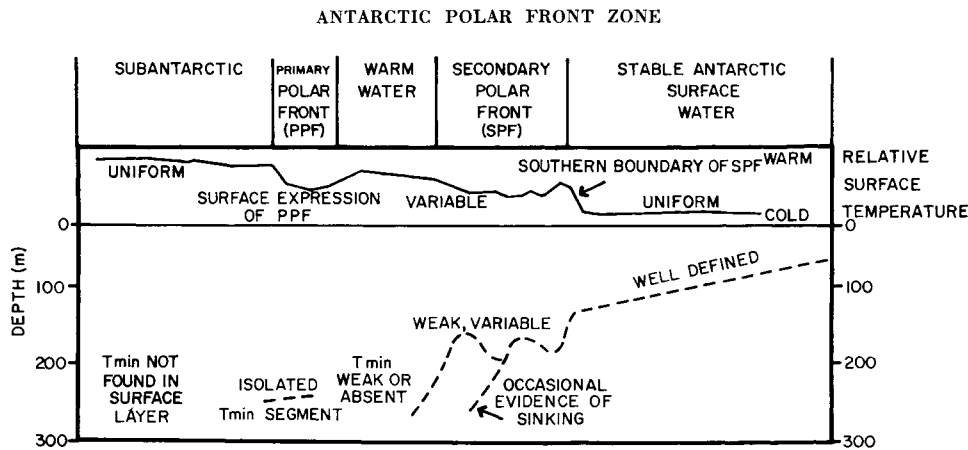 ANTARCTIC POLAR FRONT ZONE
SUBANTARCTIC
PRIMARY
POLAR
FRONT
(PPF)
WARM
WATER
SECONDARY
POLAR
FRONT
(SPF)
STABLE ANTARCTIC
SURFACE
WATER
UNIFORM
SURFACE EXPRESSION
OF PPF
VARIABLE
SOUTHERN BOUNDARY OF SPF
UNIFORM
WARM
COLD
RELATIVE
SURFACE
TEMPERATURE
DEPTH (m)
0
100
200
300
0
100
200
300
WELL DEFINED
WEAK, VARIABLE
Tmin NOT
FOUND IN
SURFACE
LAYER
ISOLATED
Tmin SEGMENT
Tmin
WEAK OR
ABSENT
OCCASIONAL
EVIDENCE OF
SINKING